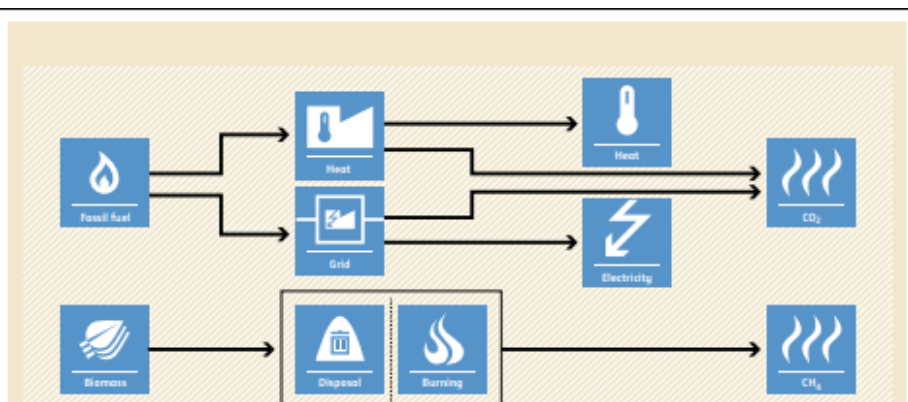 Heat
Heat
Fossil fuel
CO₂
Grid
Electricity
Biomass
Disposal
Burning
CH₄